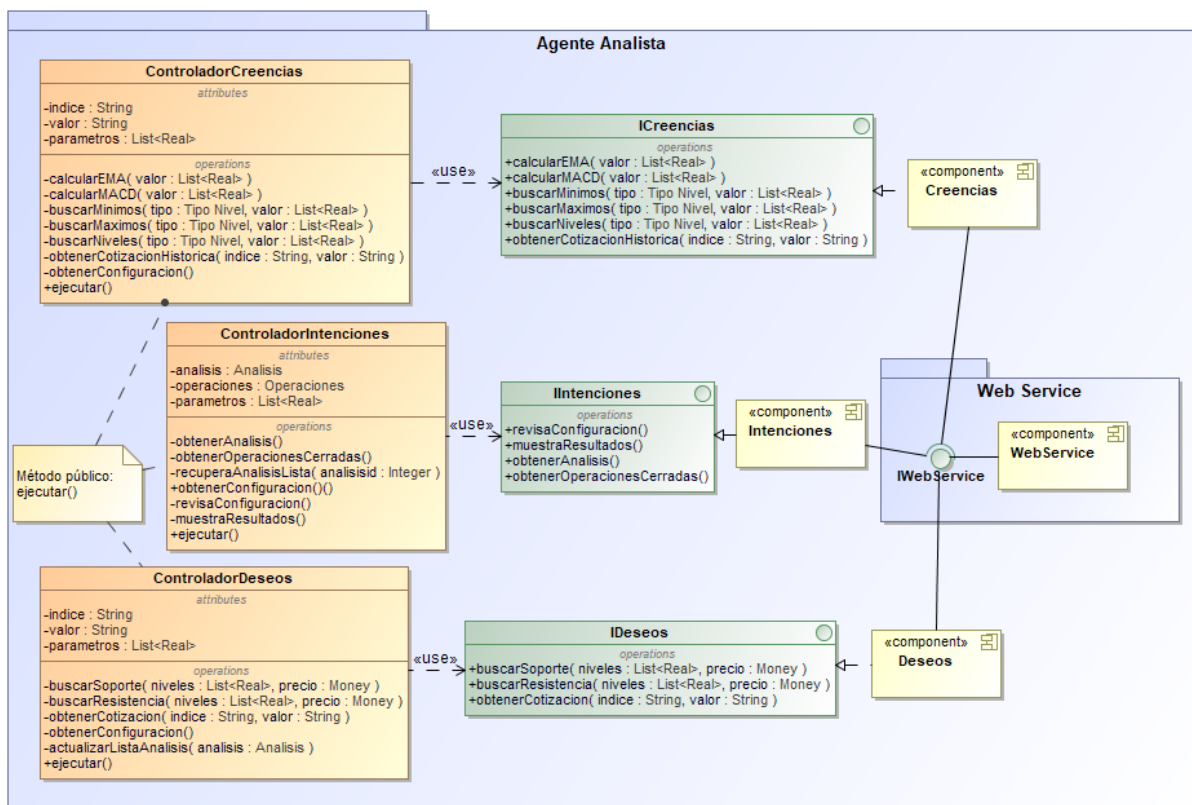 Agente Analista
ControladorCreencias
attributes
-indice : String
-valor : String
-parametros : List<Real>
operations
-calcularEMA( valor : List<Real> )
-calcularMACD( valor : List<Real> )
-buscarMinimos( tipo : Tipo Nivel, valor : List<Real> )
-buscarMaximos( tipo : Tipo Nivel, valor : List<Real> )
-buscarNiveles( tipo : Tipo Nivel, valor : List<Real> )
-obtenerCotizacionHistorica( indice : String, valor : String )
-obtenerConfiguracion()
+ejecutar()
«use»
ICreencias
operations
+calcularEMA( valor : List<Real> )
+calcularMACD( valor : List<Real> )
+buscarMinimos( tipo : Tipo Nivel, valor : List<Real> )
+buscarMaximos( tipo : Tipo Nivel, valor : List<Real> )
+buscarNiveles( tipo : Tipo Nivel, valor : List<Real> )
+obtenerCotizacionHistorica( indice : String, valor : String )
«component»
Creencias
ControladorIntenciones
attributes
-analisis : Analisis
-operaciones : Operaciones
-parametros : List<Real>
operations
-obtenerAnalisis()
-obtenerOperacionesCerradas()
-recuperaAnalisisLista( analisisid : Integer )
+obtenerConfiguracion()()
-revisaConfiguracion()
-muestraResultados()
+ejecutar()
«use»
IIntenciones
operations
+revisaConfiguracion()
+muestraResultados()
+obtenerAnalisis()
+obtenerOperacionesCerradas()
«component»
Intenciones
Web Service
«component»
WebService
IWebService
Método público:
ejecutar()
ControladorDeseos
attributes
-indice : String
-valor : String
-parametros : List<Real>
operations
-buscarSoporte( niveles : List<Real>, precio : Money )
-buscarResistencia( niveles : List<Real>, precio : Money )
-obtenerCotizacion( indice : String, valor : String )
-obtenerConfiguracion()
-actualizarListaAnalisis( analisis : Analisis )
+ejecutar()
«use»
IDeseos
operations
+buscarSoporte( niveles : List<Real>, precio : Money )
+buscarResistencia( niveles : List<Real>, precio : Money )
+obtenerCotizacion( indice : String, valor : String )
«component»
Deseos